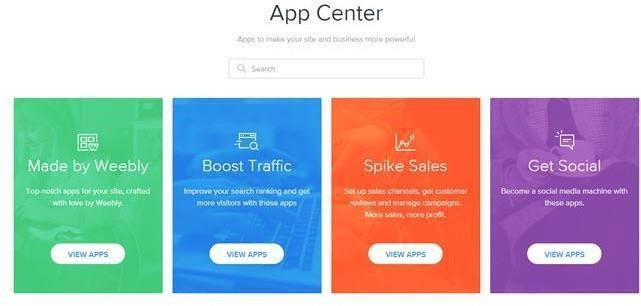 App Center
Apps to make your site and business more powerful
Search
Made by Weebly
Top-notch apps for your site, crafted
with love by Weebly.
VIEW APPS
Boost Traffic
Improve your search ranking and get
more visitors with these apps
VIEW APPS
Spike Sales
Set up sales channels, get customer
reviews and manage campaigns.
More sales, more profit.
VIEW APPS
Get Social
Become a social media machine with
these apps.
VIEW APPS